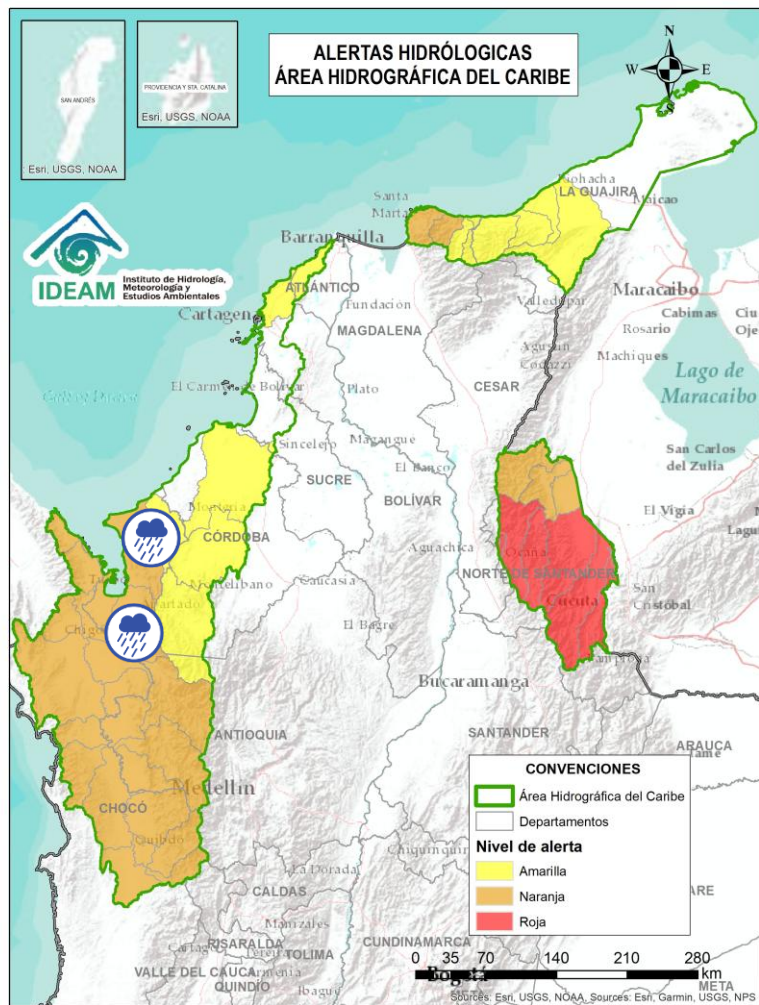 ALERTAS HIDRÓLOGICAS
ÁREA HIDROGRÁFICA DEL CARIBE
N
W
E
S
SAN ANDRÉS
Esri, USGS, NOAA
PROVIDENCIA Y STA. CATALINA
Esri, USGS, NOAA
IDEAM
Instituto de Hidrología,
Meteorología y
Estudios Ambientales
Santa
Marta
LA GUAJIRA
Maicao
Barranquilla
ATLÁNTICO
Cartagena
Fundación
MAGDALENA
Valledupar
Maracaibo
Cabimas
Rosario
Machiques
Agustín
Codazzi
CESAR
Lago de
Maracaibo
El Carmen de Bolívar
Plato
Sincelejo
Magangue
SUCRE
El Banco
BOLÍVAR
San Carlos
del Zulia
El Vigía
Montería
CÓRDOBA
Montelibano
Caucasia
Aguachica
Ocaña
NORTE DE SANTANDER
Cúcuta
San
Cristóbal
El Bagre
Pamplona
Bucaramanga
ANTIOQUIA
SANTANDER
ARAUCA
Medellín
CHOCÓ
Quibdó
La Dorada
CALDAS
Manizales
RISARALDA
TOLIMA
CUNDINAMARCA
VALLE DEL CAUCA
Armenia
QUINDÍO
Ibagué
Bogotá
META
CONVENCIONES
Área Hidrográfica del Caribe
Departamentos
Nivel de alerta
Amarilla
Naranja
Roja
0 35 70 140 210 280
km
Sources: Esri, USGS, NOAA, Sources: Esri, Garmin, USGS, NPS